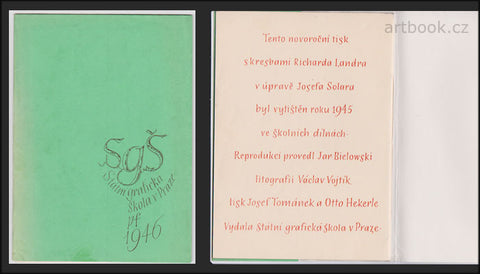 artbook.cz
SgŠ
Státní grafická
škola v Praze
pf
1946
Tento novoroční tisk
s kresbami Richarda Landra
v úpravě Josefa Solara
byl vytištěn roku 1945
ve školních dílnách-
Reprodukci provedl Jar Bielowski
litografii Václav Vojtík
tisk Josef Tománek a Otto Hekerle
Vydala Státní grafická škola v Praze-